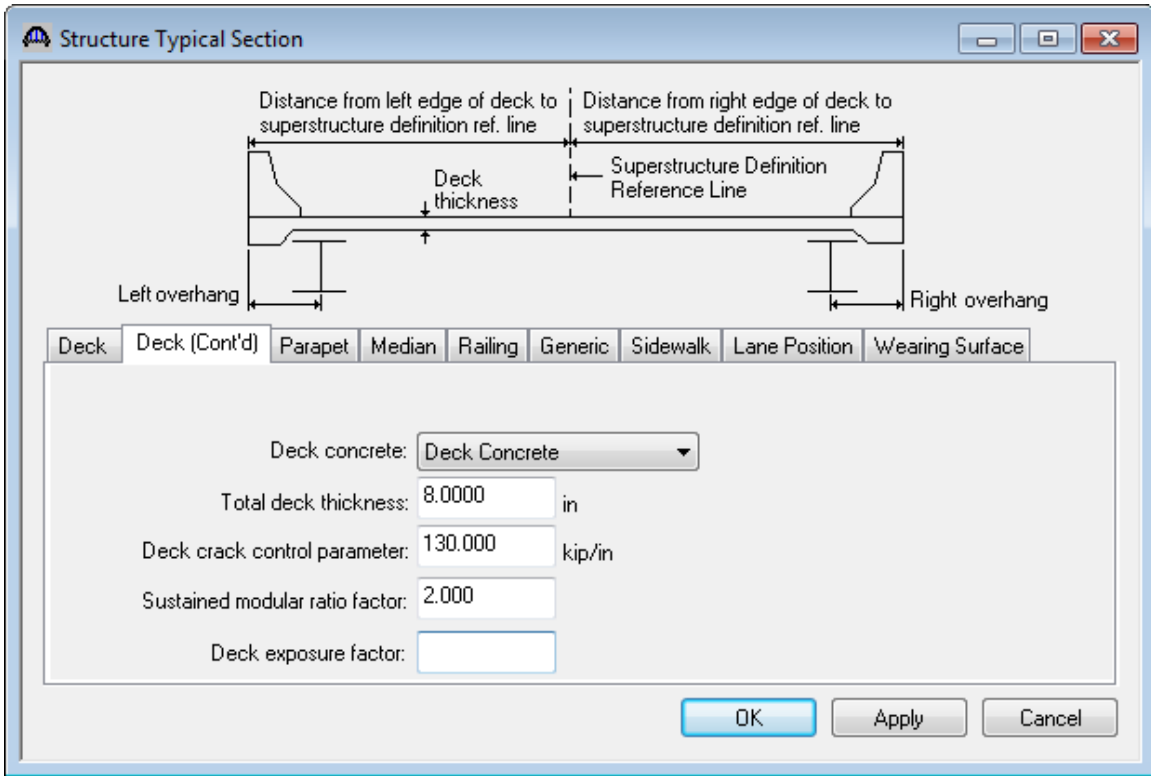 Structure Typical Section
Distance from left edge of deck to
superstructure definition ref. line
Distance from right edge of deck to
superstructure definition ref. line
Deck
thickness
Superstructure Definition
Reference Line
Left overhang
Right overhang
Deck
Deck (Cont'd)
Parapet
Median
Railing
Generic
Sidewalk
Lane Position
Wearing Surface
Deck concrete: Deck Concrete
Total deck thickness: 8.0000 in
Deck crack control parameter: 130.000 kip/in
Sustained modular ratio factor: 2.000
Deck exposure factor:
OK
Apply
Cancel